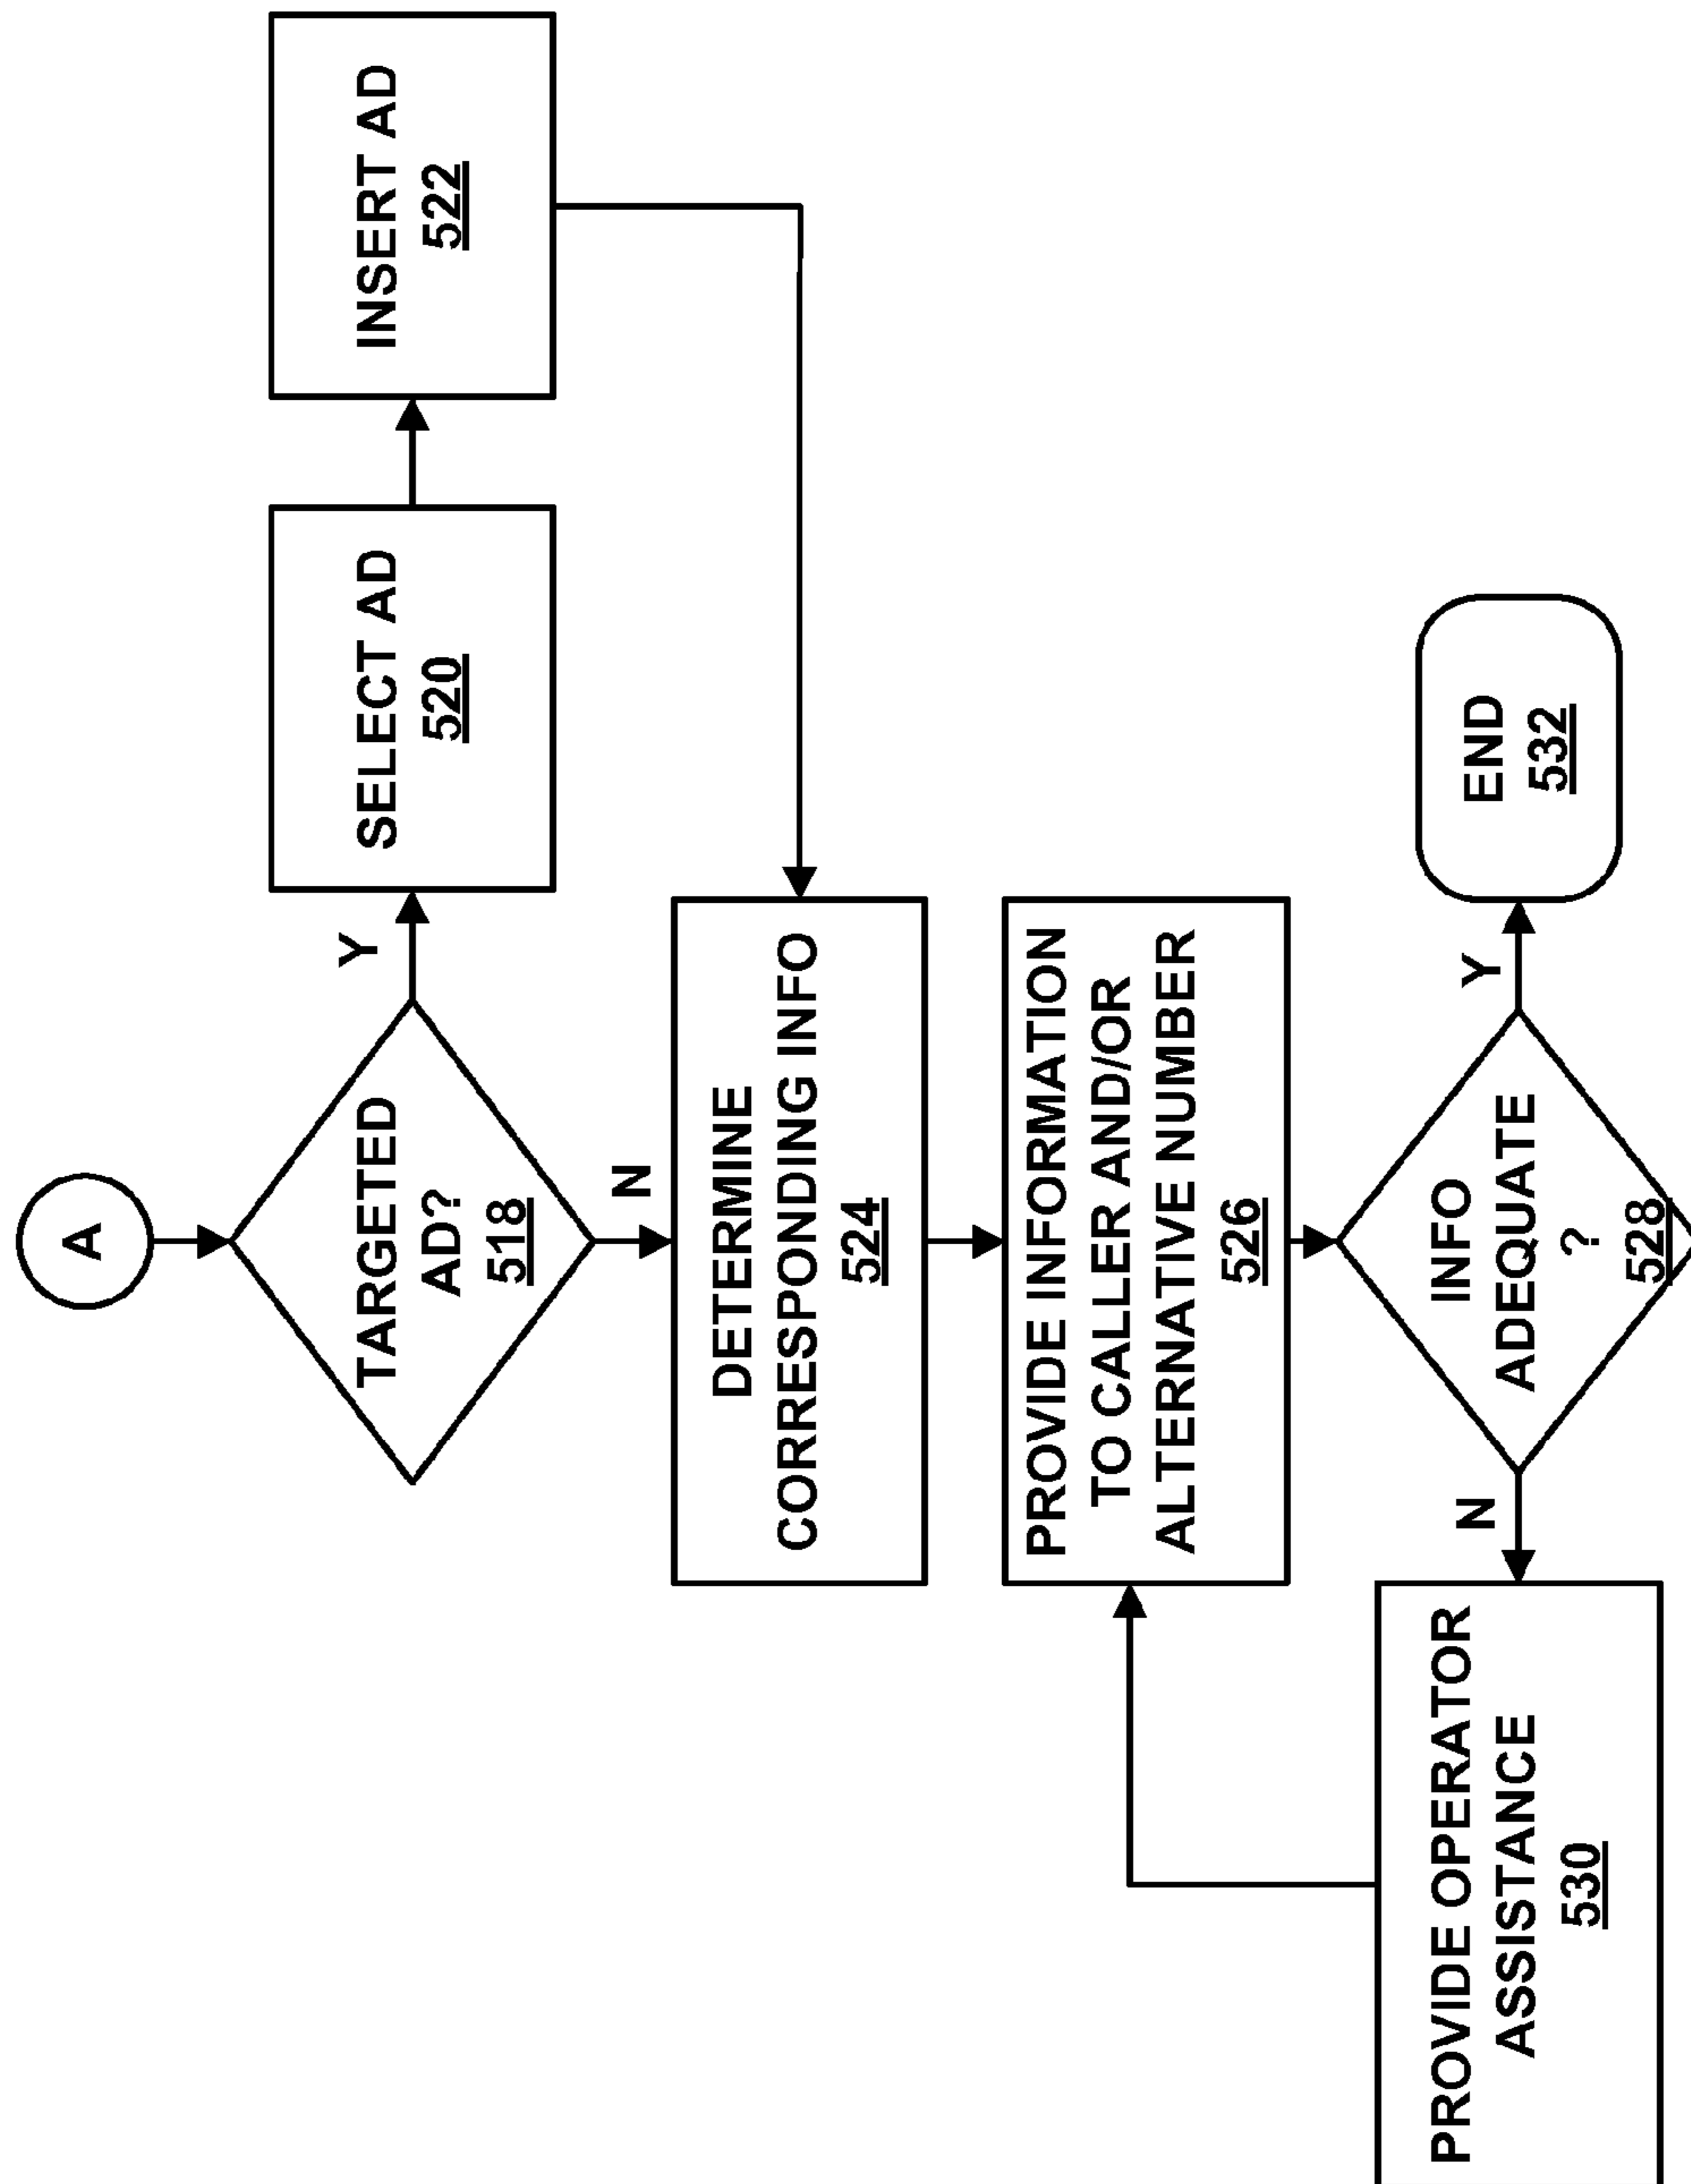 A
TARGETED
AD?
518
Y
SELECT AD
520
INSERT AD
522
N
DETERMINE
CORRESPONDING INFO
524
PROVIDE INFORMATION
TO CALLER AND/OR
ALTERNATIVE NUMBER
526
INFO
ADEQUATE
?
528
Y
END
532
N
PROVIDE OPERATOR
ASSISTANCE
530